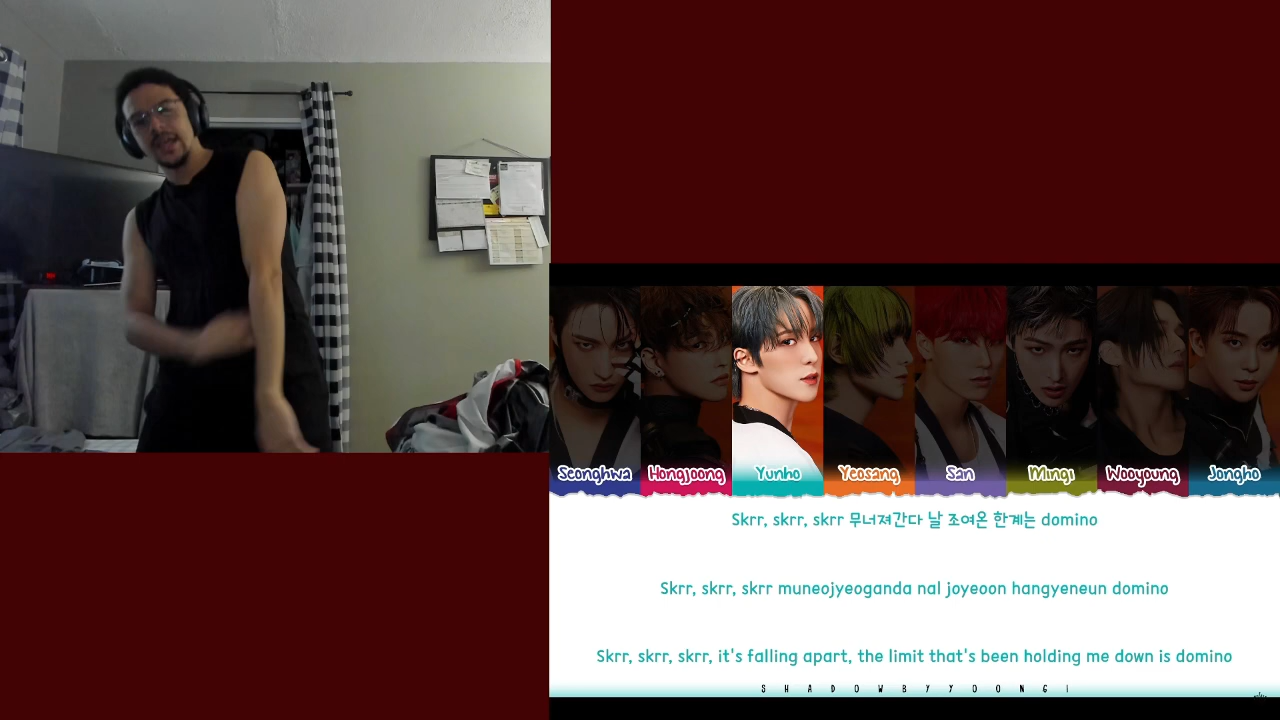 Seonghwa Hongjoong Yunho Yeosang San Mingi Wooyoung Jongho
Skrr, skrr, skrr 무너져간다 날 조여온 한계는 domino
Skrr, skrr, skrr muneojyeoganda nal joyeoon hangyeneun domino
Skrr, skrr, skrr, it's falling apart, the limit that's been holding me down is domino
SHADOWBYYOONGI